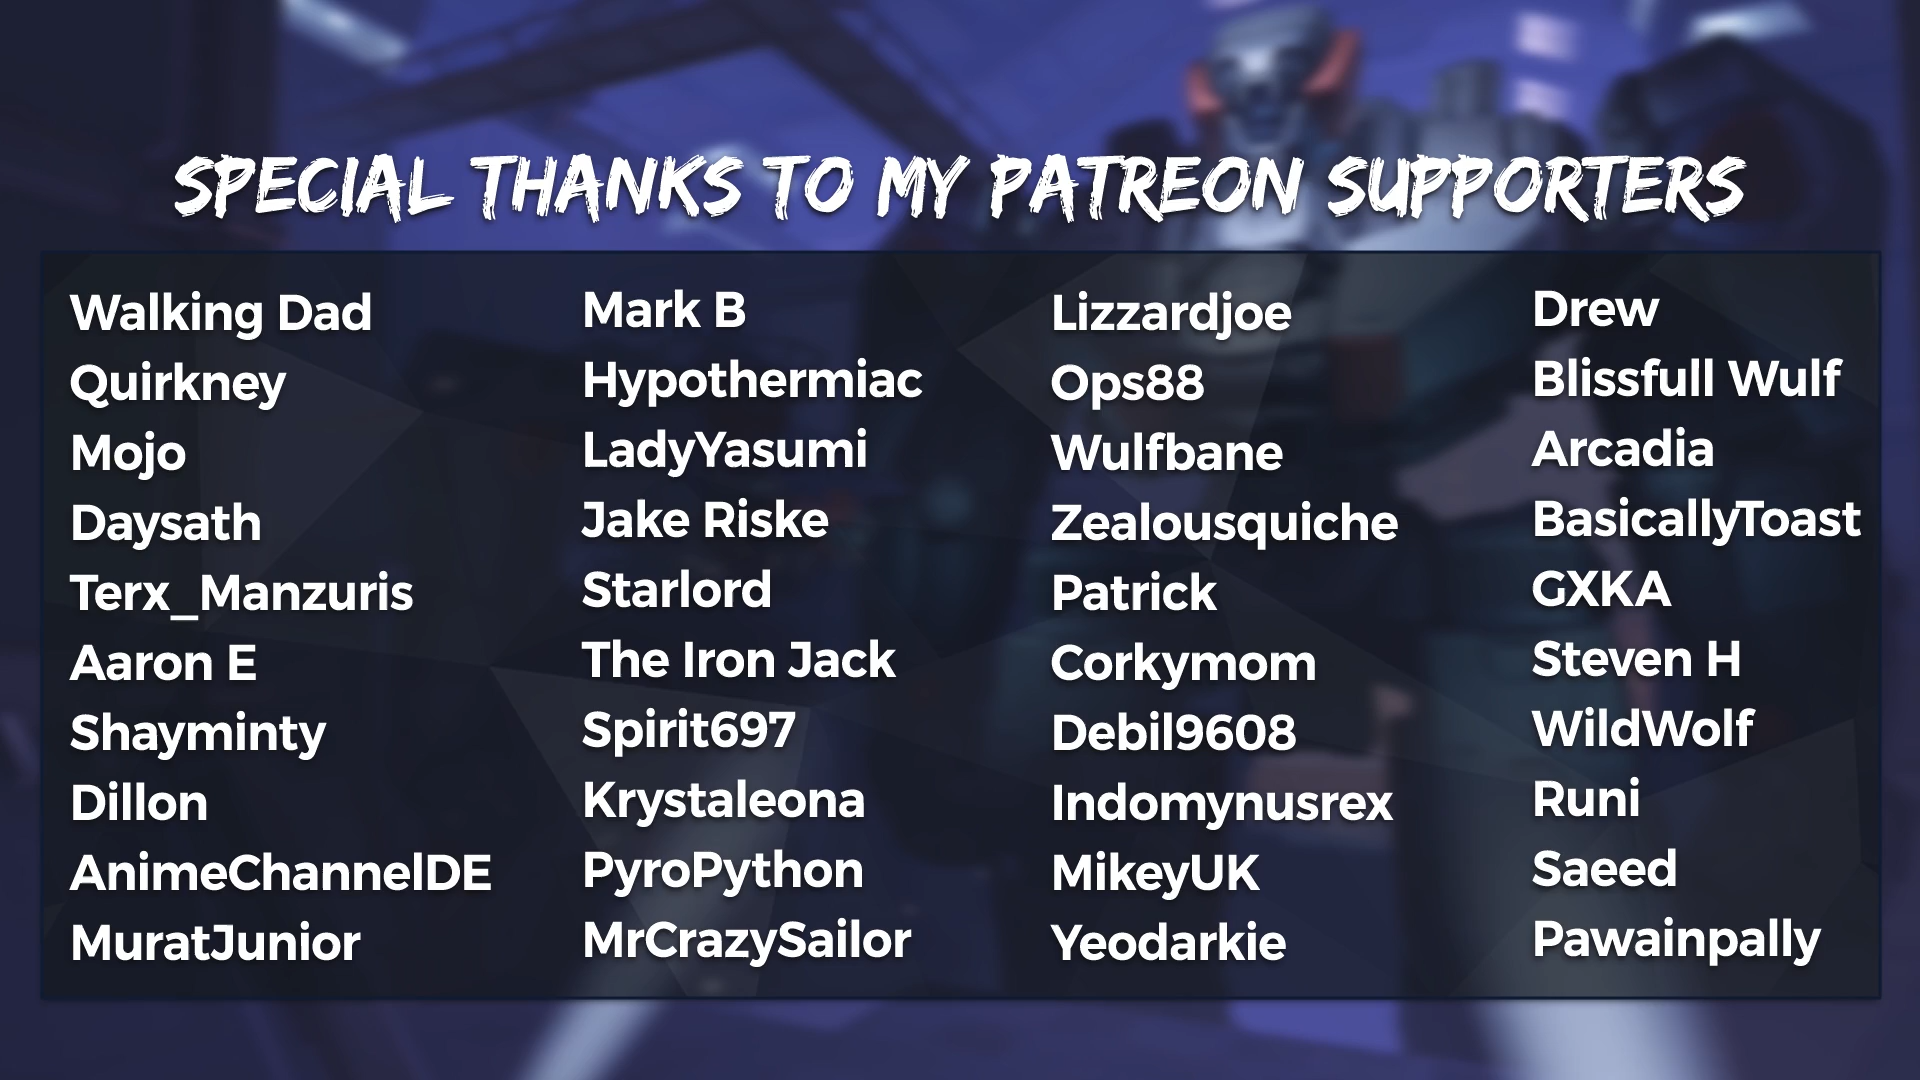 SPECIAL THANKS TO MY PATREON SUPPORTERS
Walking Dad
Quirkney
Mojo
Daysath
Terx_Manzuris
Aaron E
Shayminty
Dillon
AnimeChannelDE
MuratJunior
Mark B
Hypothermiac
LadyYasumi
Jake Riske
Starlord
The Iron Jack
Spirit697
Krystaleona
PyroPython
MrCrazySailor
Lizzardjoe
Ops88
Wulfbane
Zealousquiche
Patrick
Corkymom
Debil9608
Indomynusrex
MikeyUK
Yeodarkie
Drew
Blissfull Wulf
Arcadia
BasicallyToast
GXKA
Steven H
WildWolf
Runi
Saeed
Pawainpally